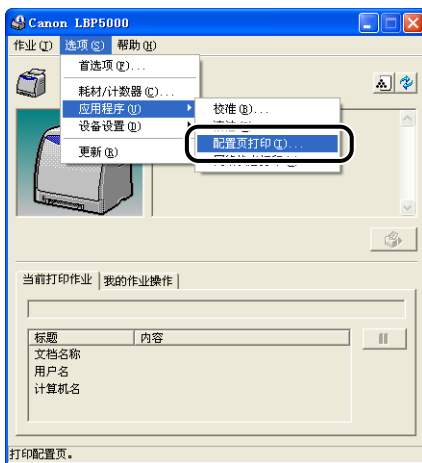 Canon LBP5000
作业(J) 选项(S) 帮助(H)
首选项(P)...
耗材/计数器(C)...
应用程序(U)
设备设置(D)
更新(R)
校准(B)...
配置页打印(I)...
当前打印作业 我的作业操作
标题 内容
文档名称
用户名
计算机名
打印配置页。